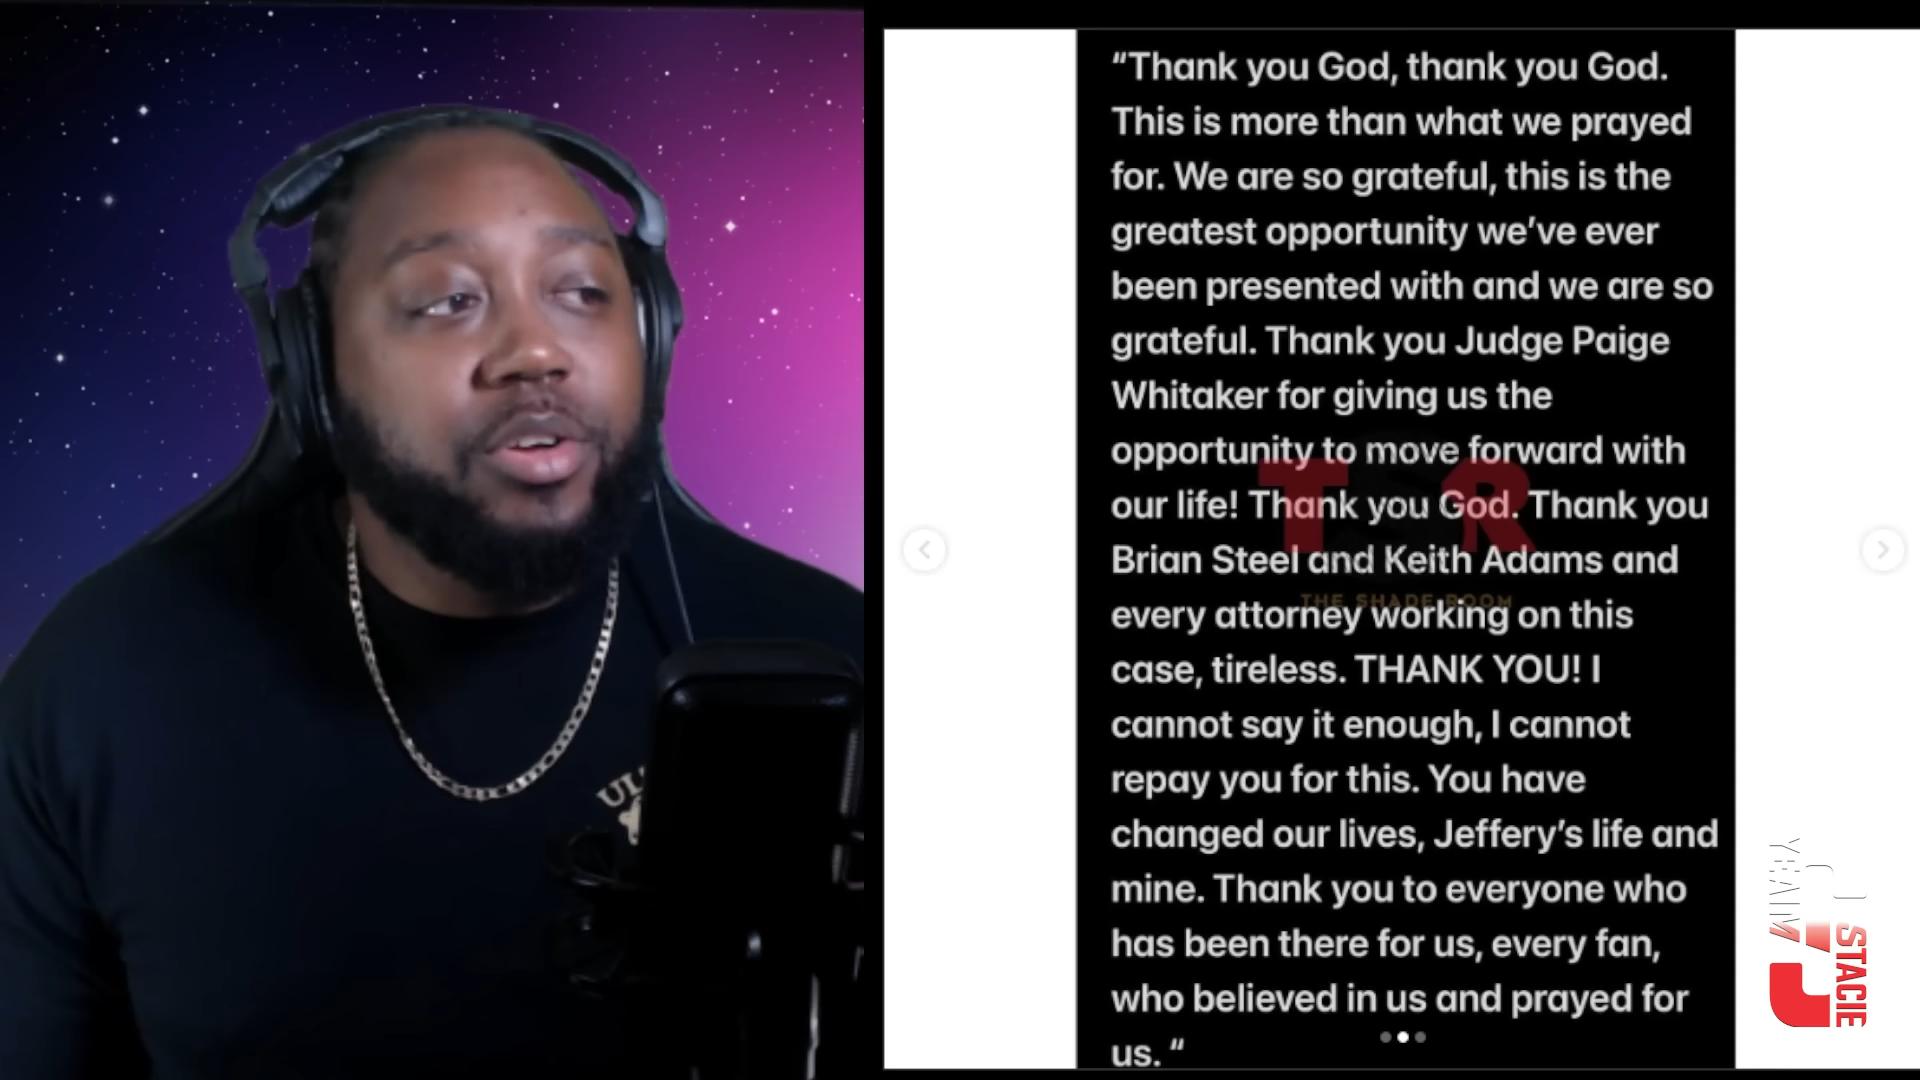 “Thank you God, thank you God.
This is more than what we prayed
for. We are so grateful, this is the
greatest opportunity we’ve ever
been presented with and we are so
grateful. Thank you Judge Paige
Whitaker for giving us the
opportunity to move forward with
our life! Thank you God. Thank you
Brian Steel and Keith Adams and
every attorney working on this
case, tireless. THANK YOU! I
cannot say it enough, I cannot
repay you for this. You have
changed our lives, Jeffery’s life and
mine. Thank you to everyone who
has been there for us, every fan,
who believed in us and prayed for
us. “
TSR
THE SHADE ROOM
STACIE